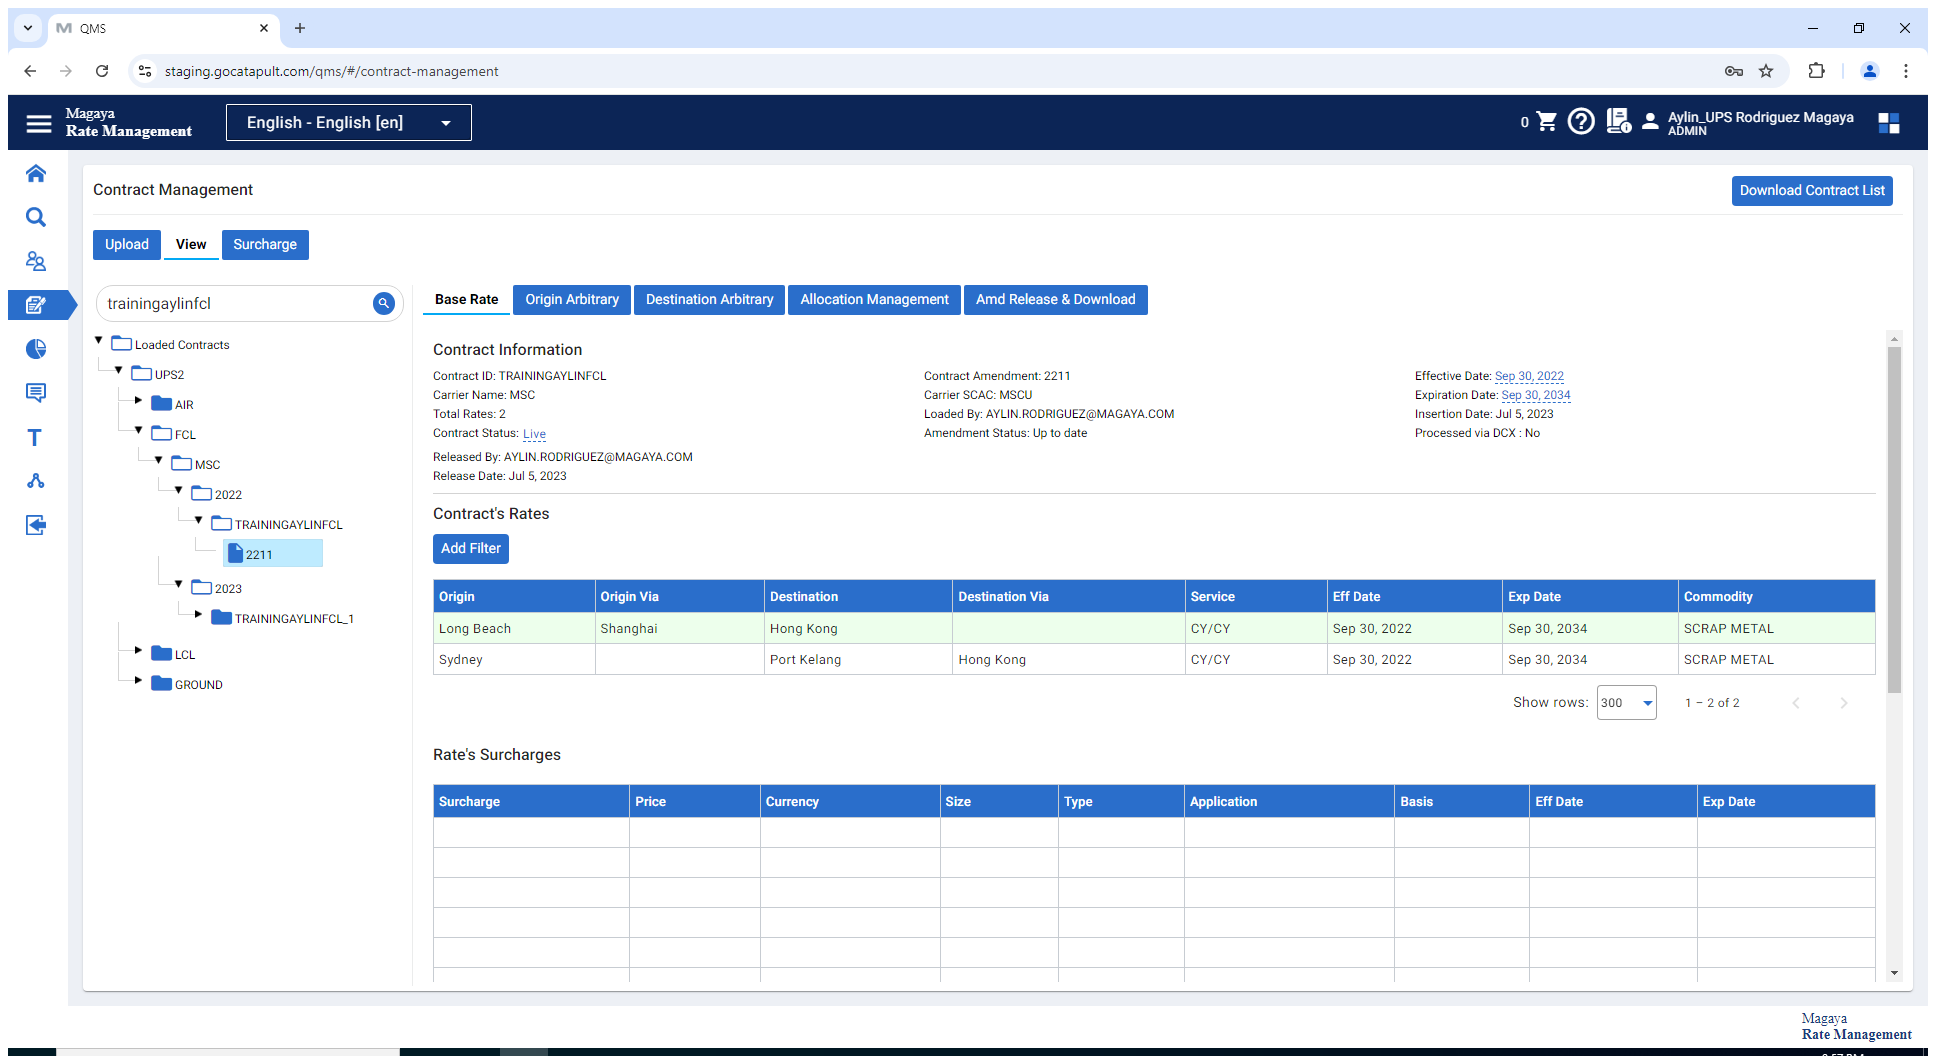 QMS
staging.gocatapult.com/qms/#/contract-management
Magaya
Rate Management
English - English [en]
0
Aylin_UPS Rodriguez Magaya
ADMIN
Contract Management
Download Contract List
Upload
View
Surcharge
trainingaylinfcl
Loaded Contracts
UPS2
AIR
FCL
MSC
2022
TRAININGAYLINFCL
2211
2023
TRAININGAYLINFCL_1
LCL
GROUND
Base Rate
Origin Arbitrary
Destination Arbitrary
Allocation Management
Amd Release & Download
Contract Information
Contract ID: TRAININGAYLINFCL
Contract Amendment: 2211
Effective Date: Sep 30, 2022
Carrier Name: MSC
Carrier SCAC: MSCU
Expiration Date: Sep 30, 2034
Total Rates: 2
Loaded By: AYLIN.RODRIGUEZ@MAGAYA.COM
Insertion Date: Jul 5, 2023
Contract Status: Live
Amendment Status: Up to date
Processed via DCX : No
Released By: AYLIN.RODRIGUEZ@MAGAYA.COM
Release Date: Jul 5, 2023
Contract's Rates
Add Filter
Origin Origin Via Destination Destination Via Service Eff Date Exp Date Commodity
Long Beach Shanghai Hong Kong CY/CY Sep 30, 2022 Sep 30, 2034 SCRAP METAL
Sydney Port Kelang Hong Kong CY/CY Sep 30, 2022 Sep 30, 2034 SCRAP METAL
Show rows: 300 1 – 2 of 2
Rate's Surcharges
Surcharge Price Currency Size Type Application Basis Eff Date Exp Date
Magaya
Rate Management